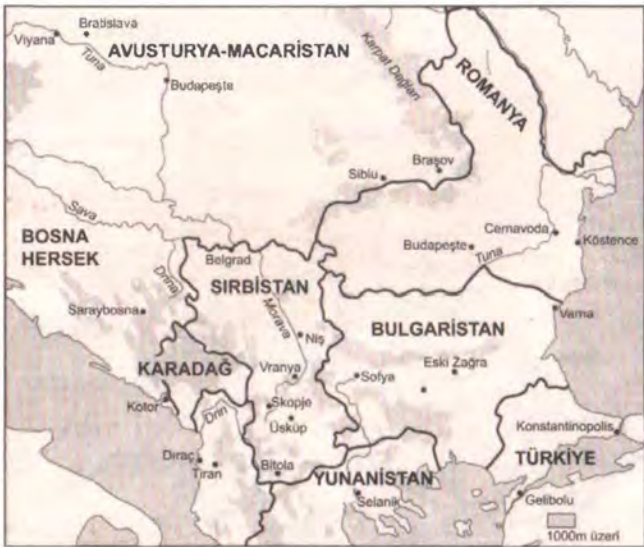 Bratislava
Viyana
AVUSTURYA-MACARİSTAN
Tuna
Karpat Dağları
Budapeşte
ROMANYA
Braşov
Sibiu
Sava
BOSNA
HERSEK
Cernavoda
Budapeşte
Köstence
Tuna
Belgrad
Drina
SIRBİSTAN
Morava
Saraybosna
Varna
BULGARİSTAN
Niş
KARADAĞ
Vranya
Sofya
Eski Zağra
Kotor
Skopje
Drin
Üsküp
Konstantinopolis
Dıraç
Tiran
Bitola
TÜRKİYE
YUNANİSTAN
Selanik
Gelibolu
1000m üzeri